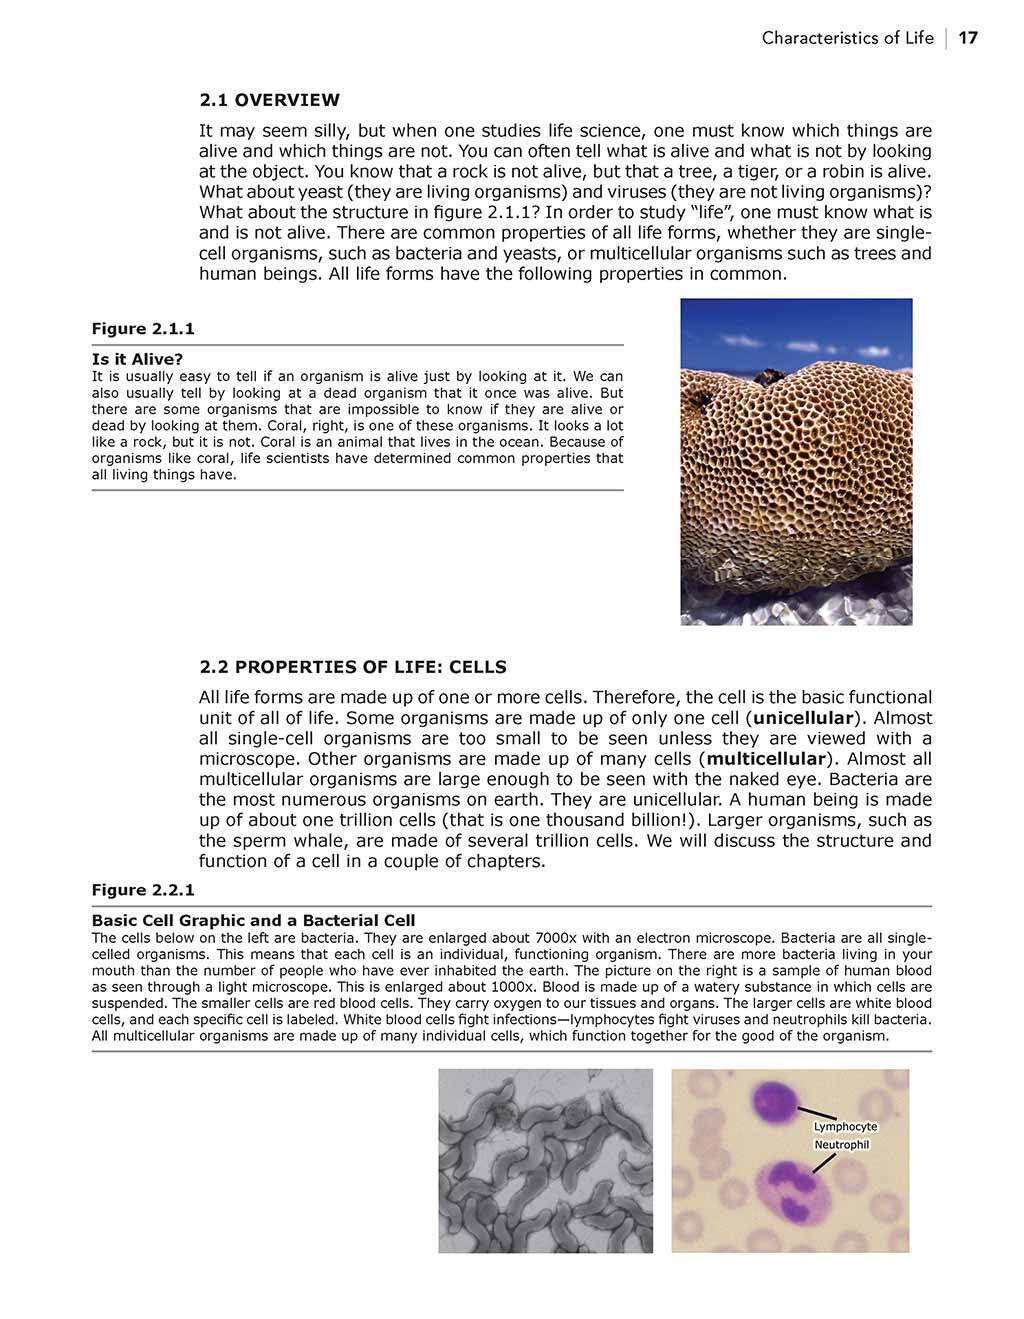 Characteristics of Life | 17
2.1 OVERVIEW
It may seem silly, but when one studies life science, one must know which things are
alive and which things are not. You can often tell what is alive and what is not by looking
at the object. You know that a rock is not alive, but that a tree, a tiger, or a robin is alive.
What about yeast (they are living organisms) and viruses (they are not living organisms)?
What about the structure in figure 2.1.1? In order to study “life”, one must know what is
and is not alive. There are common properties of all life forms, whether they are single-
cell organisms, such as bacteria and yeasts, or multicellular organisms such as trees and
human beings. All life forms have the following properties in common.
Figure 2.1.1
Is it Alive?
It is usually easy to tell if an organism is alive just by looking at it. We can
also usually tell by looking at a dead organism that it once was alive. But
there are some organisms that are impossible to know if they are alive or
dead by looking at them. Coral, right, is one of these organisms. It looks a lot
like a rock, but it is not. Coral is an animal that lives in the ocean. Because of
organisms like coral, life scientists have determined common properties that
all living things have.
2.2 PROPERTIES OF LIFE: CELLS
All life forms are made up of one or more cells. Therefore, the cell is the basic functional
unit of all of life. Some organisms are made up of only one cell (unicellular). Almost
all single-cell organisms are too small to be seen unless they are viewed with a
microscope. Other organisms are made up of many cells (multicellular). Almost all
multicellular organisms are large enough to be seen with the naked eye. Bacteria are
the most numerous organisms on earth. They are unicellular. A human being is made
up of about one trillion cells (that is one thousand billion!). Larger organisms, such as
the sperm whale, are made of several trillion cells. We will discuss the structure and
function of a cell in a couple of chapters.
Figure 2.2.1
Basic Cell Graphic and a Bacterial Cell
The cells below on the left are bacteria. They are enlarged about 7000x with an electron microscope. Bacteria are all single-
celled organisms. This means that each cell is an individual, functioning organism. There are more bacteria living in your
mouth than the number of people who have ever inhabited the earth. The picture on the right is a sample of human blood
as seen through a light microscope. This is enlarged about 1000x. Blood is made up of a watery substance in which cells are
suspended. The smaller cells are red blood cells. They carry oxygen to our tissues and organs. The larger cells are white blood
cells, and each specific cell is labeled. White blood cells fight infections—lymphocytes fight viruses and neutrophils kill bacteria.
All multicellular organisms are made up of many individual cells, which function together for the good of the organism.
Lymphocyte
Neutrophil